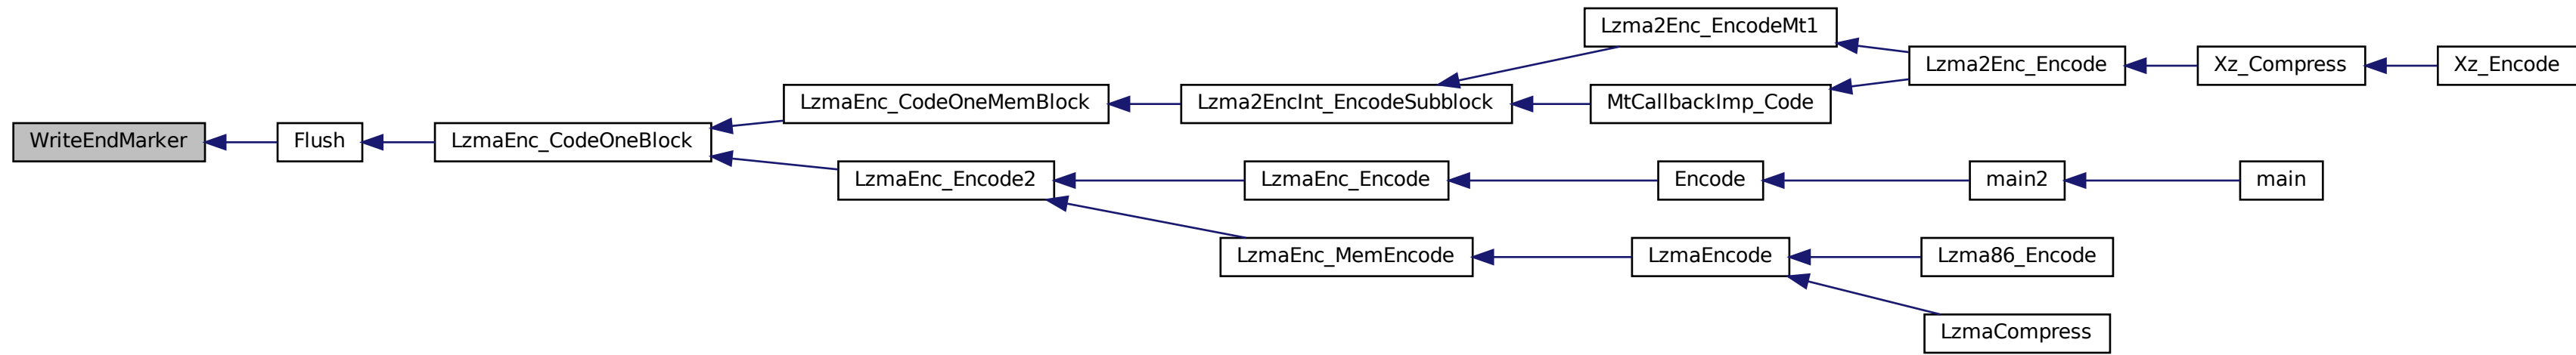 WriteEndMarker
Flush
LzmaEnc_CodeOneBlock
LzmaEnc_CodeOneMemBlock
Lzma2EncInt_EncodeSubblock
Lzma2Enc_EncodeMt1
MtCallbackImp_Code
Lzma2Enc_Encode
Xz_Compress
Xz_Encode
LzmaEnc_Encode2
LzmaEnc_Encode
Encode
main2
main
LzmaEnc_MemEncode
LzmaEncode
Lzma86_Encode
LzmaCompress